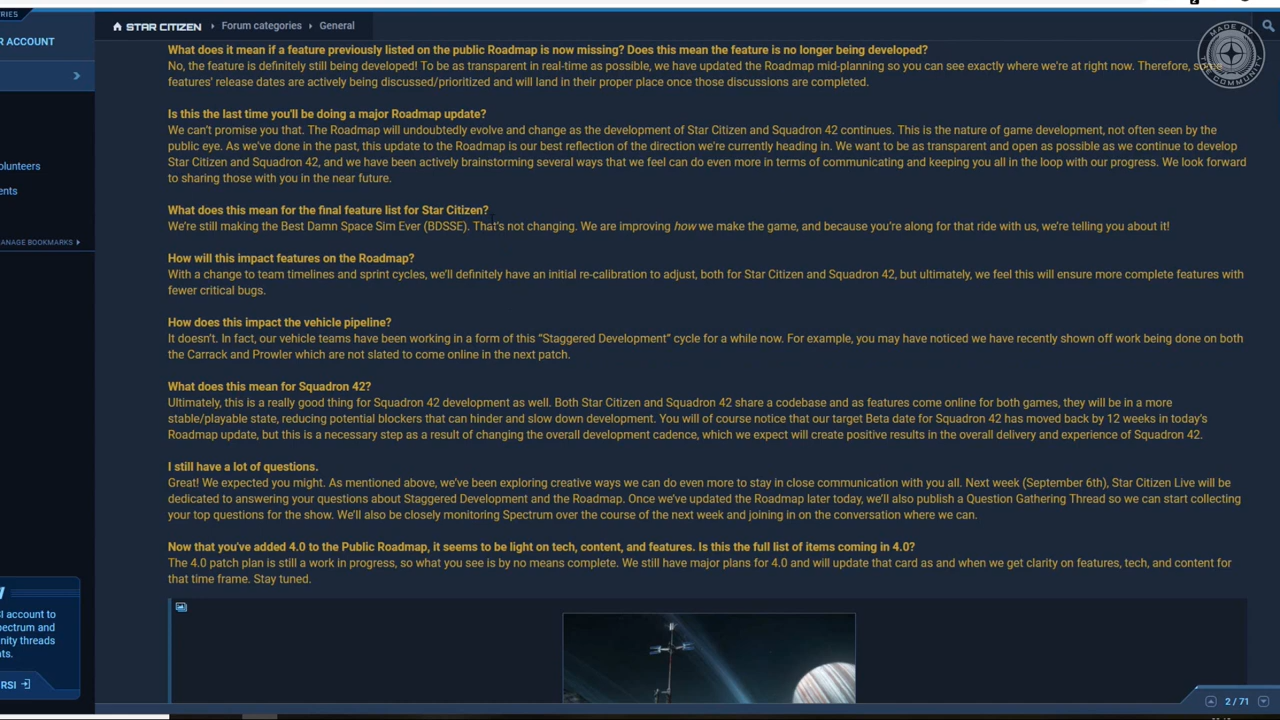 RIES
STAR CITIZEN › Forum categories › General
R ACCOUNT
MADE BY THE COMMUNITY
What does it mean if a feature previously listed on the public Roadmap is now missing? Does this mean the feature is no longer being developed?
No, the feature is definitely still being developed! To be as transparent in real-time as possible, we have updated the Roadmap mid-planning so you can see exactly where we're at right now. Therefore, some
features' release dates are actively being discussed/prioritized and will land in their proper place once those discussions are completed.
Is this the last time you'll be doing a major Roadmap update?
We can't promise you that. The Roadmap will undoubtedly evolve and change as the development of Star Citizen and Squadron 42 continues. This is the nature of game development, not often seen by the
public eye. As we've done in the past, this update to the Roadmap is our best reflection of the direction we're currently heading in. We want to be as transparent and open as possible as we continue to develop
Star Citizen and Squadron 42, and we have been actively brainstorming several ways that we feel can do even more in terms of communicating and keeping you all in the loop with our progress. We look forward
to sharing those with you in the near future.
olunteers
ents
ANAGE BOOKMARKS
What does this mean for the final feature list for Star Citizen?
We're still making the Best Damn Space Sim Ever (BDSSE). That's not changing. We are improving how we make the game, and because you're along for that ride with us, we're telling you about it!
How will this impact features on the Roadmap?
With a change to team timelines and sprint cycles, we'll definitely have an initial re-calibration to adjust, both for Star Citizen and Squadron 42, but ultimately, we feel this will ensure more complete features with
fewer critical bugs.
How does this impact the vehicle pipeline?
It doesn't. In fact, our vehicle teams have been working in a form of this “Staggered Development” cycle for a while now. For example, you may have noticed we have recently shown off work being done on both
the Carrack and Prowler which are not slated to come online in the next patch.
What does this mean for Squadron 42?
Ultimately, this is a really good thing for Squadron 42 development as well. Both Star Citizen and Squadron 42 share a codebase and as features come online for both games, they will be in a more
stable/playable state, reducing potential blockers that can hinder and slow down development. You will of course notice that our target Beta date for Squadron 42 has moved back by 12 weeks in today's
Roadmap update, but this is a necessary step as a result of changing the overall development cadence, which we expect will create positive results in the overall delivery and experience of Squadron 42.
I still have a lot of questions.
Great! We expected you might. As mentioned above, we've been exploring creative ways we can do even more to stay in close communication with you all. Next week (September 6th), Star Citizen Live will be
dedicated to answering your questions about Staggered Development and the Roadmap. Once we've updated the Roadmap later today, we'll also publish a Question Gathering Thread so we can start collecting
your top questions for the show. We'll also be closely monitoring Spectrum over the course of the next week and joining in on the conversation where we can.
Now that you've added 4.0 to the Public Roadmap, it seems to be light on tech, content, and features. Is this the full list of items coming in 4.0?
The 4.0 patch plan is still a work in progress, so what you see is by no means complete. We still have major plans for 4.0 and will update that card as and when we get clarity on features, tech, and content for
that time frame. Stay tuned.
SI account to
pectrum and
unity threads
nts.
RSI
2 / 71